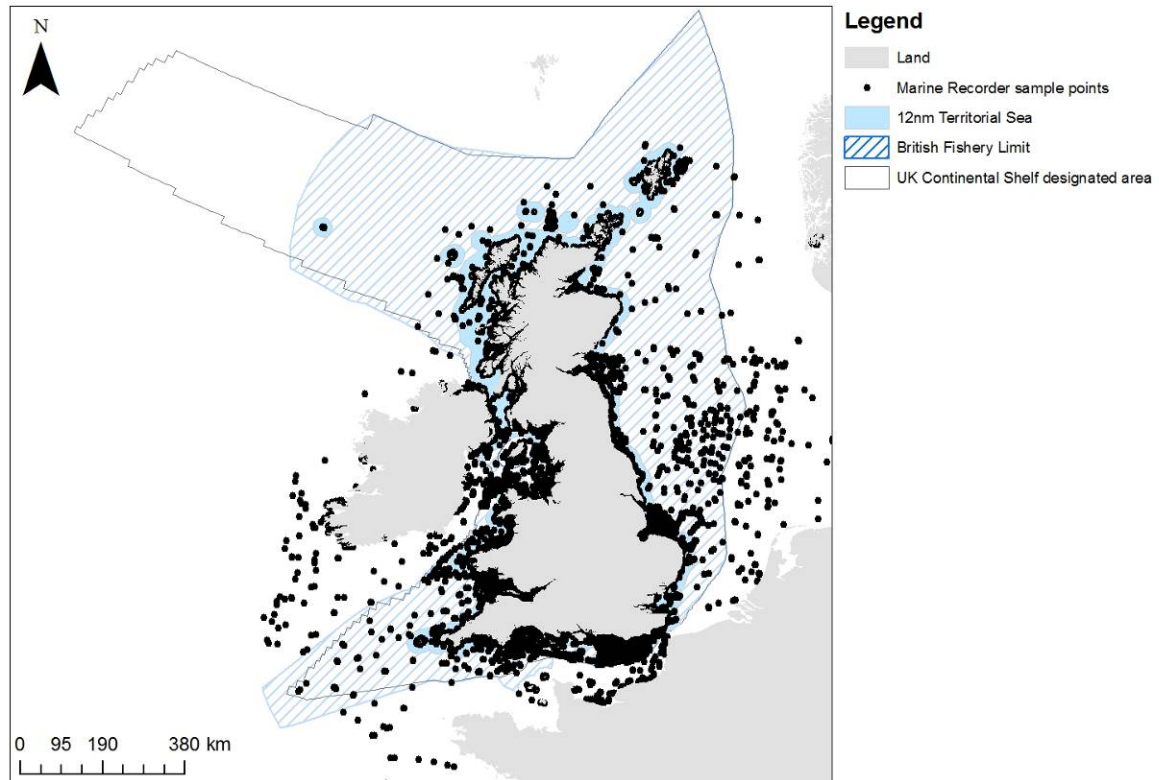 N
0 95 190 380 km
Legend
Land
Marine Recorder sample points
12nm Territorial Sea
British Fishery Limit
UK Continental Shelf designated area